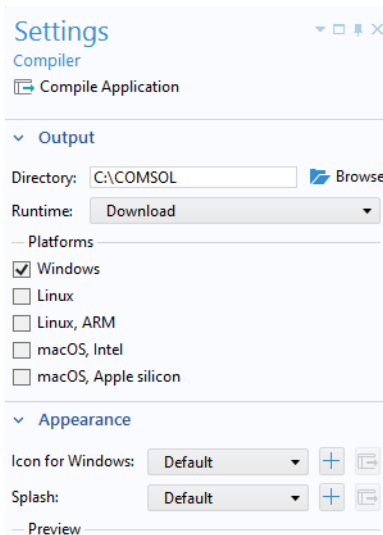 Settings
Compiler
Compile Application
Output
Directory: C:\COMSOL Browse
Runtime: Download
Platforms
Windows
Linux
Linux, ARM
macOS, Intel
macOS, Apple silicon
Appearance
Icon for Windows: Default
Splash: Default
Preview